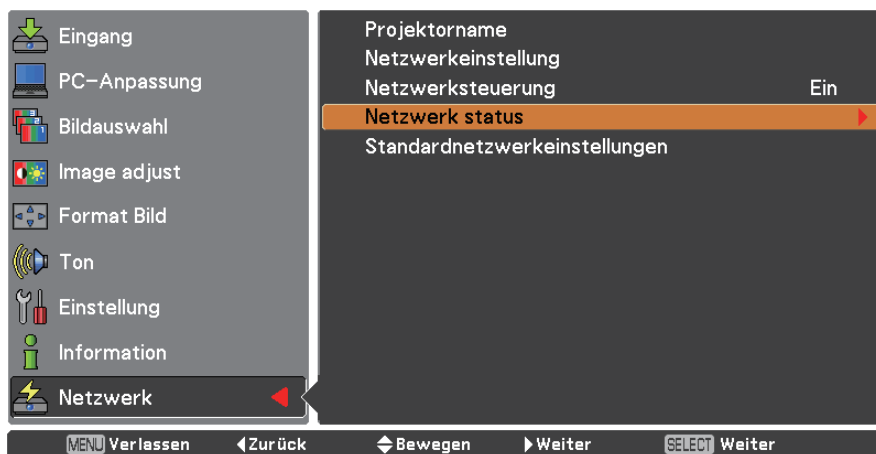 Eingang
PC-Anpassung
Bildauswahl
Image adjust
Format Bild
Ton
Einstellung
Information
Netzwerk
Projektorname
Netzwerkeinstellung
Netzwerksteuerung Ein
Netzwerk status
Standardnetzwerkeinstellungen
MENU Verlassen Zurück Bewegen Weiter SELECT Weiter